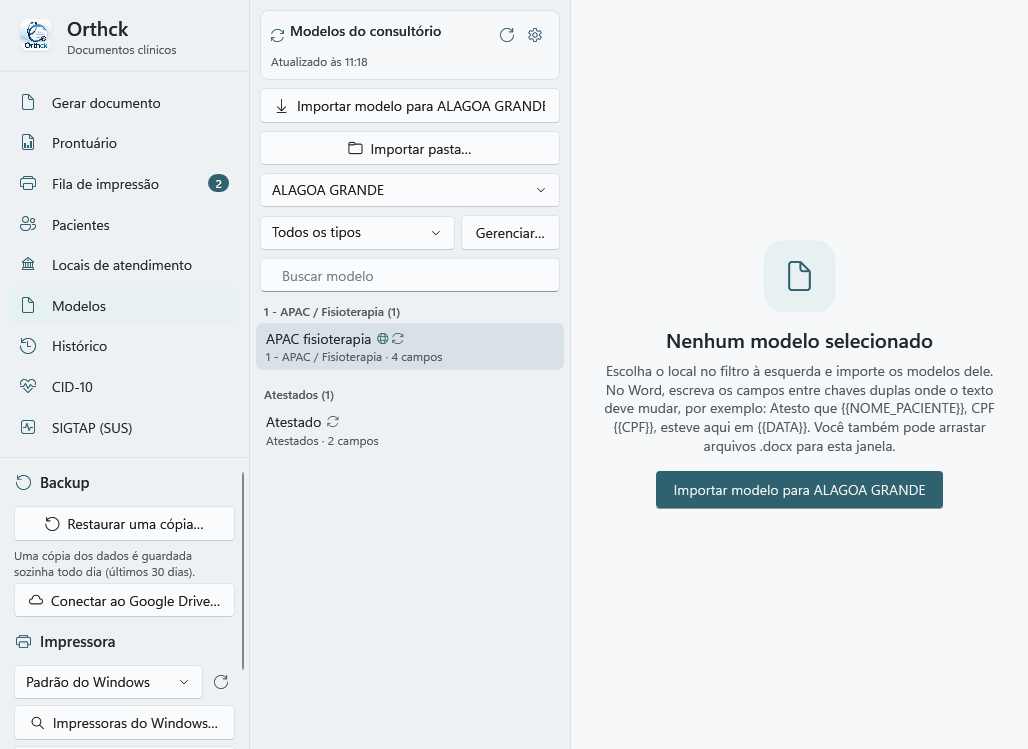 Orthck
Orthck
Documentos clínicos
Gerar documento
Prontuário
Fila de impressão
2
Pacientes
Locais de atendimento
Modelos
Histórico
CID-10
SIGTAP (SUS)
Backup
Restaurar uma cópia...
Uma cópia dos dados é guardada
sozinha todo dia (últimos 30 dias).
Conectar ao Google Drive...
Impressora
Padrão do Windows
Impressoras do Windows...
Modelos do consultório
Atualizado às 11:18
Importar modelo para ALAGOA GRANDE
Importar pasta...
ALAGOA GRANDE
Todos os tipos
Gerenciar...
Buscar modelo
1 - APAC / Fisioterapia (1)
APAC fisioterapia
1 - APAC / Fisioterapia · 4 campos
Atestados (1)
Atestado
Atestados · 2 campos
Nenhum modelo selecionado
Escolha o local no filtro à esquerda e importe os modelos dele.
No Word, escreva os campos entre chaves duplas onde o texto
deve mudar, por exemplo: Atesto que {{NOME_PACIENTE}}, CPF
{{CPF}}, esteve aqui em {{DATA}}. Você também pode arrastar
arquivos .docx para esta janela.
Importar modelo para ALAGOA GRANDE